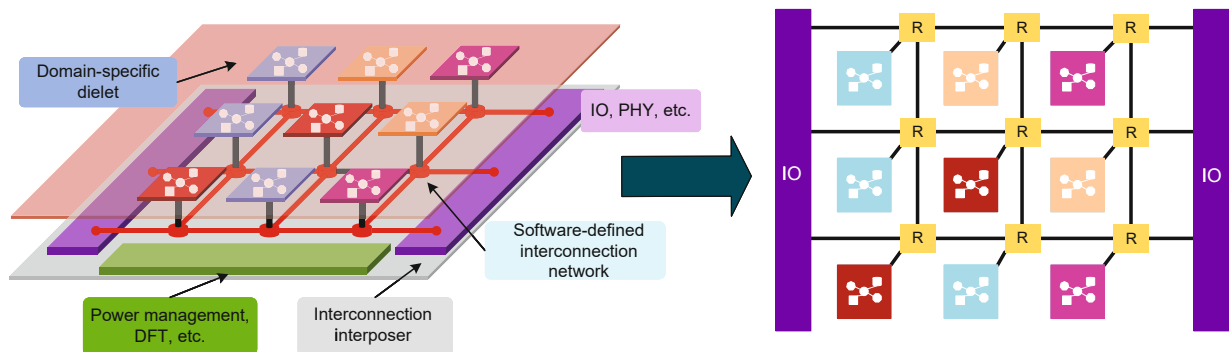 Domain-specific
dielet
IO, PHY, etc.
Software-defined
interconnection
network
Power management,
DFT, etc.
Interconnection
interposer
R
R
R
IO
R
R
R
IO
R
R
R